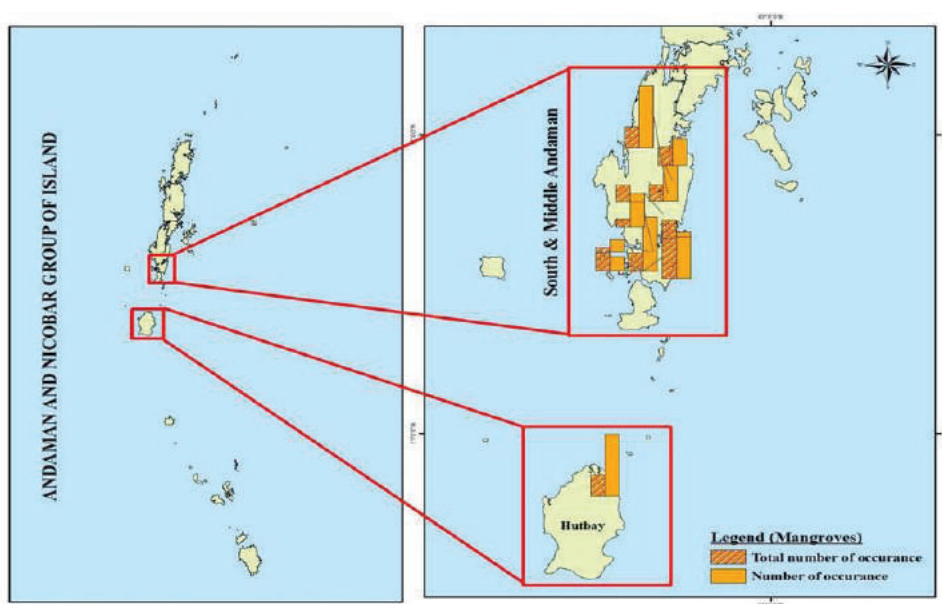 ANDAMAN AND NICOBAR GROUP OF ISLAND
South & Middle Andaman
Hutbay
Legend (Mangroves)
Total number of occurance
Number of occurance